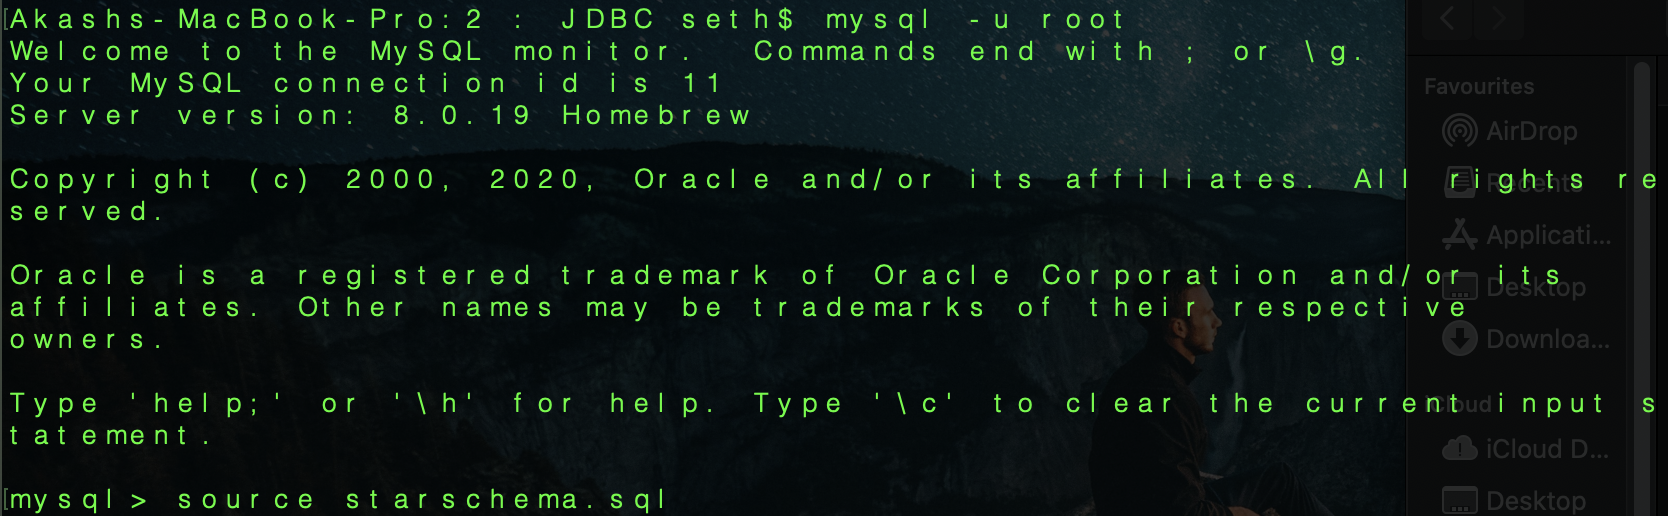 Akashs-MacBook-Pro:2 : JDBC seth$ mysql -u root
Welcome to the MySQL monitor.  Commands end with ; or \g.
Your MySQL connection id is 11
Server version: 8.0.19 Homebrew
Copyright (c) 2000, 2020, Oracle and/or its affiliates. All rights re
served.
Oracle is a registered trademark of Oracle Corporation and/or its
affiliates. Other names may be trademarks of their respective
owners.
Type 'help;' or '\h' for help. Type '\c' to clear the current input s
tatement.
mysql> source starschema.sql
Favourites
AirDrop
Recents
Applicati...
Desktop
Downloa...
iCloud
iCloud D...
Desktop